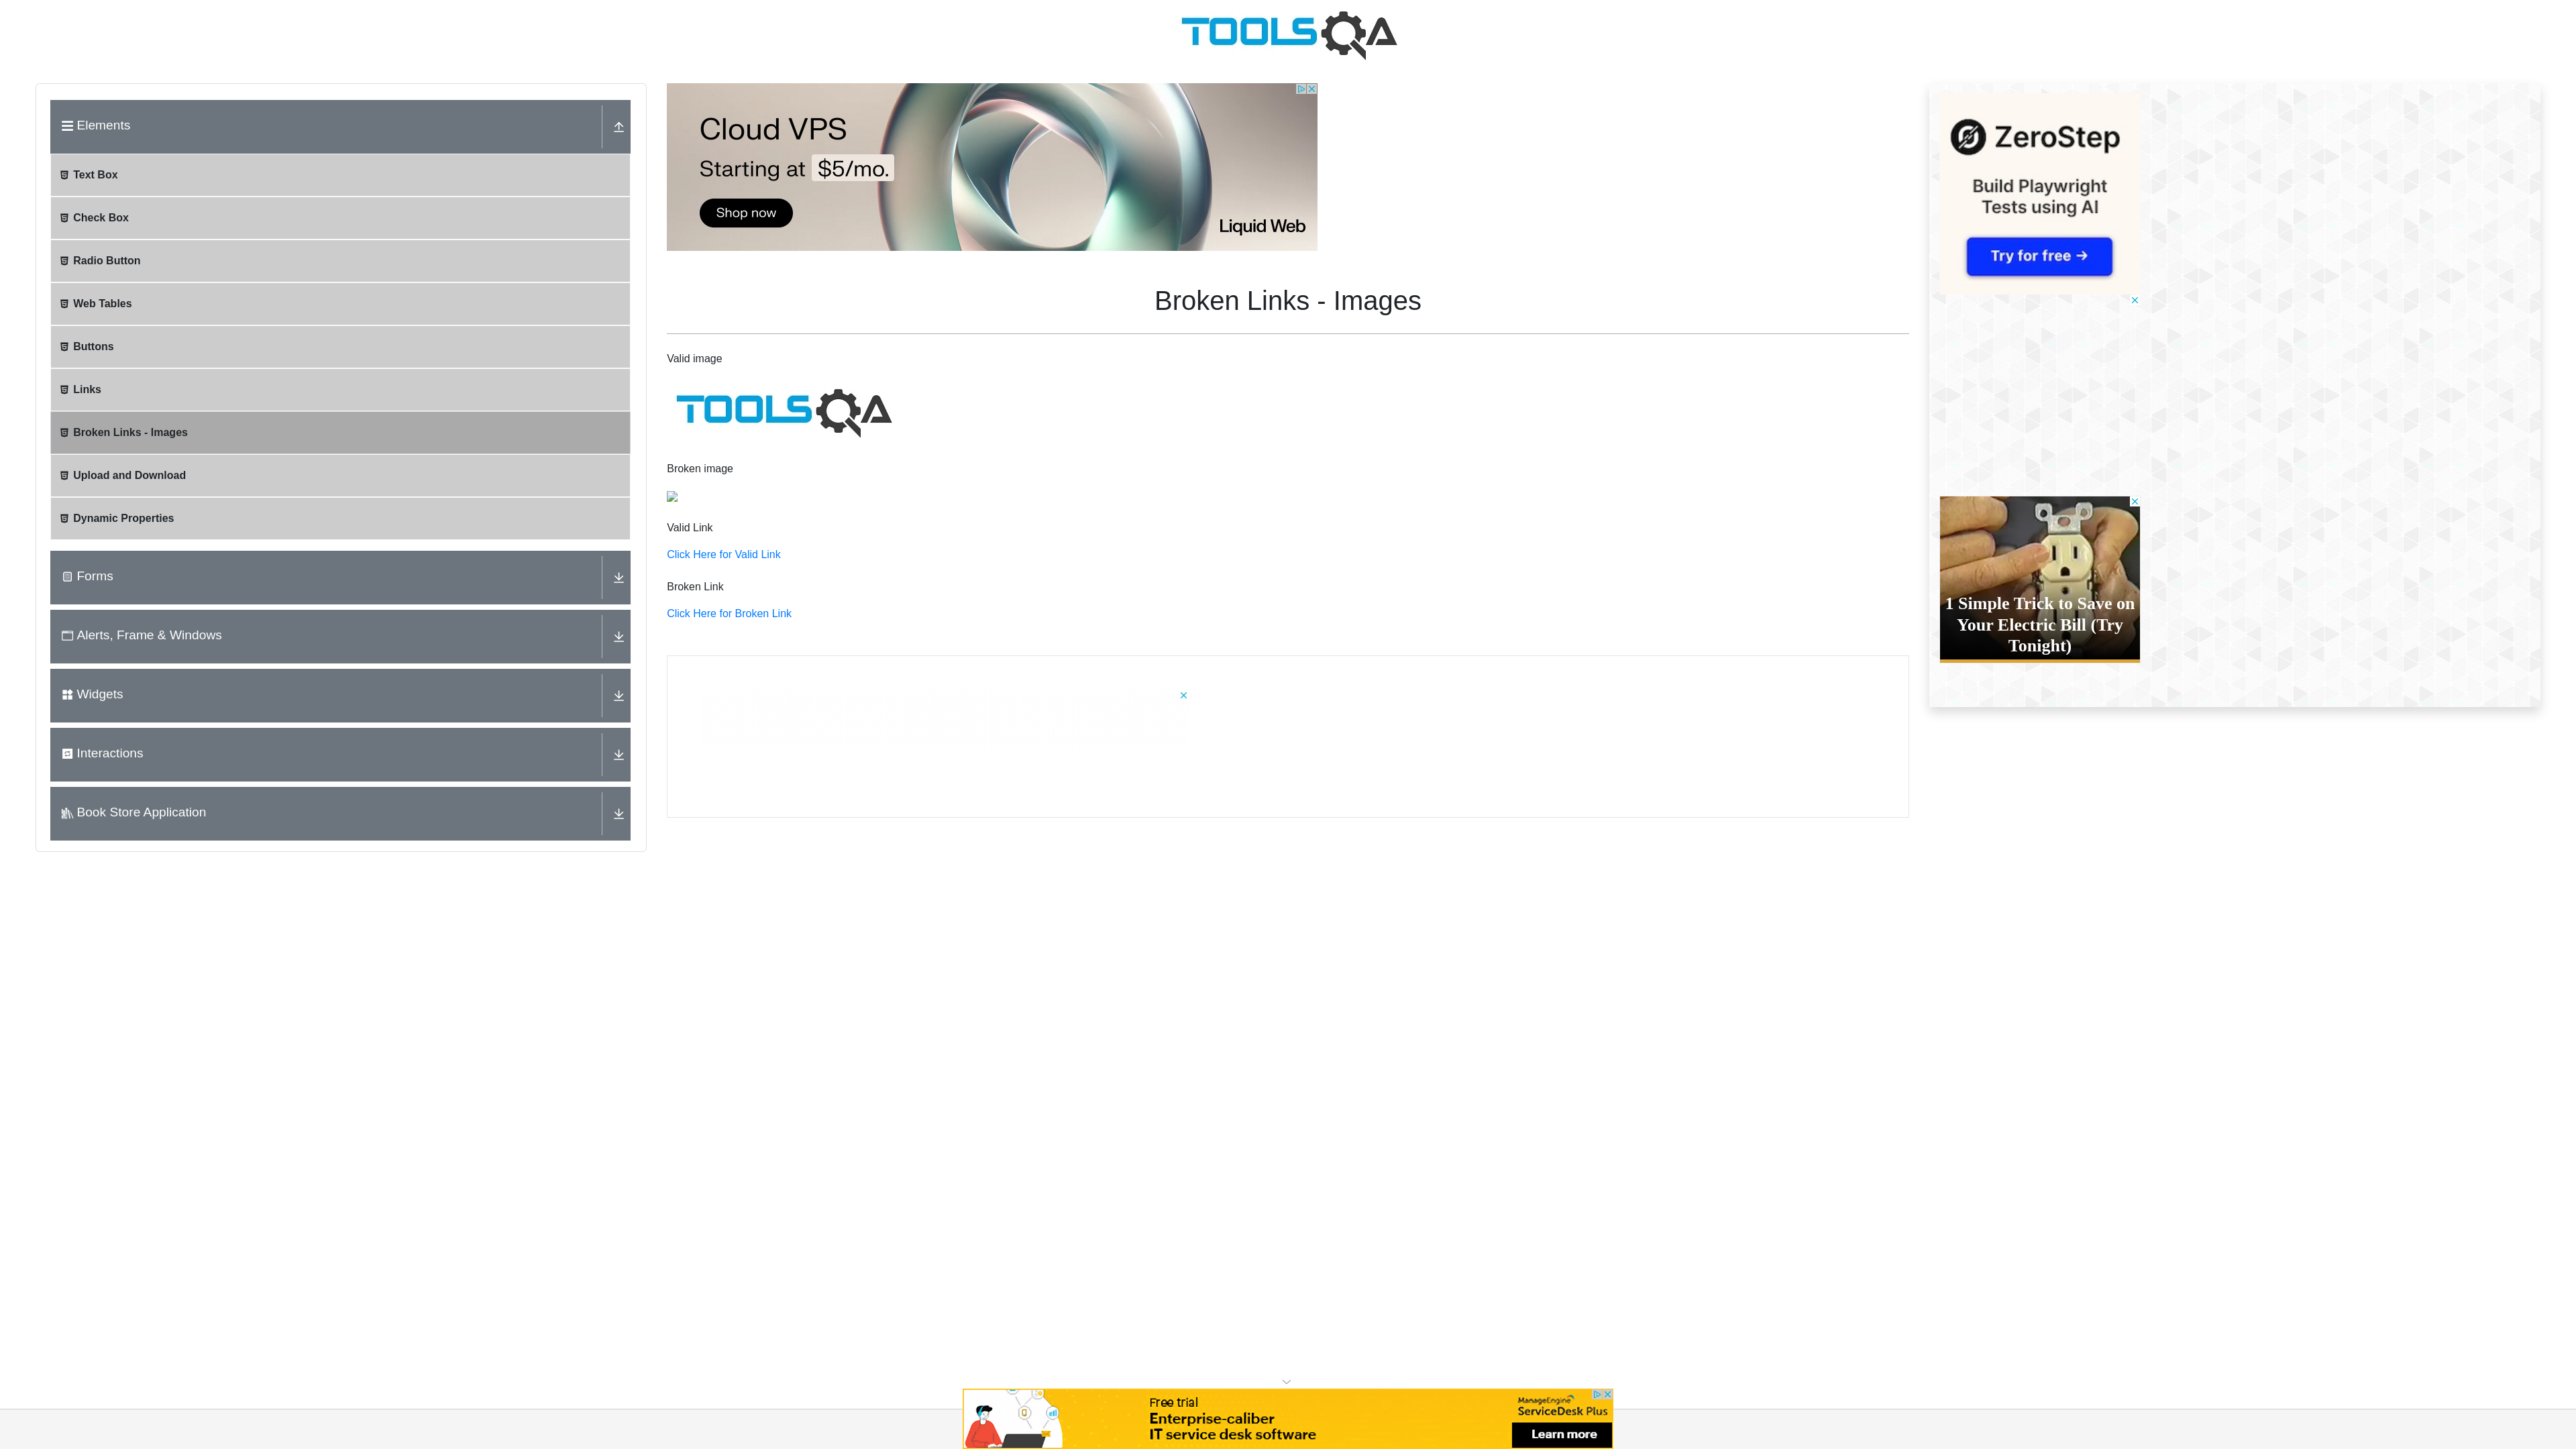 TOOLSQA
Elements
Text Box
Check Box
Radio Button
Web Tables
Buttons
Links
Broken Links - Images
Upload and Download
Dynamic Properties
Forms
Alerts, Frame & Windows
Widgets
Interactions
Book Store Application
Cloud VPS
Starting at $5/mo.
Shop now
Liquid Web
Broken Links - Images
Valid image
TOOLSQA
Broken image
Valid Link
Click Here for Valid Link
Broken Link
Click Here for Broken Link
ZeroStep
Build Playwright
Tests using AI
Try for free →
1 Simple Trick to Save on
Your Electric Bill (Try
Tonight)
Free trial
Enterprise-caliber
IT service desk software
ManageEngine
ServiceDesk Plus
Learn more